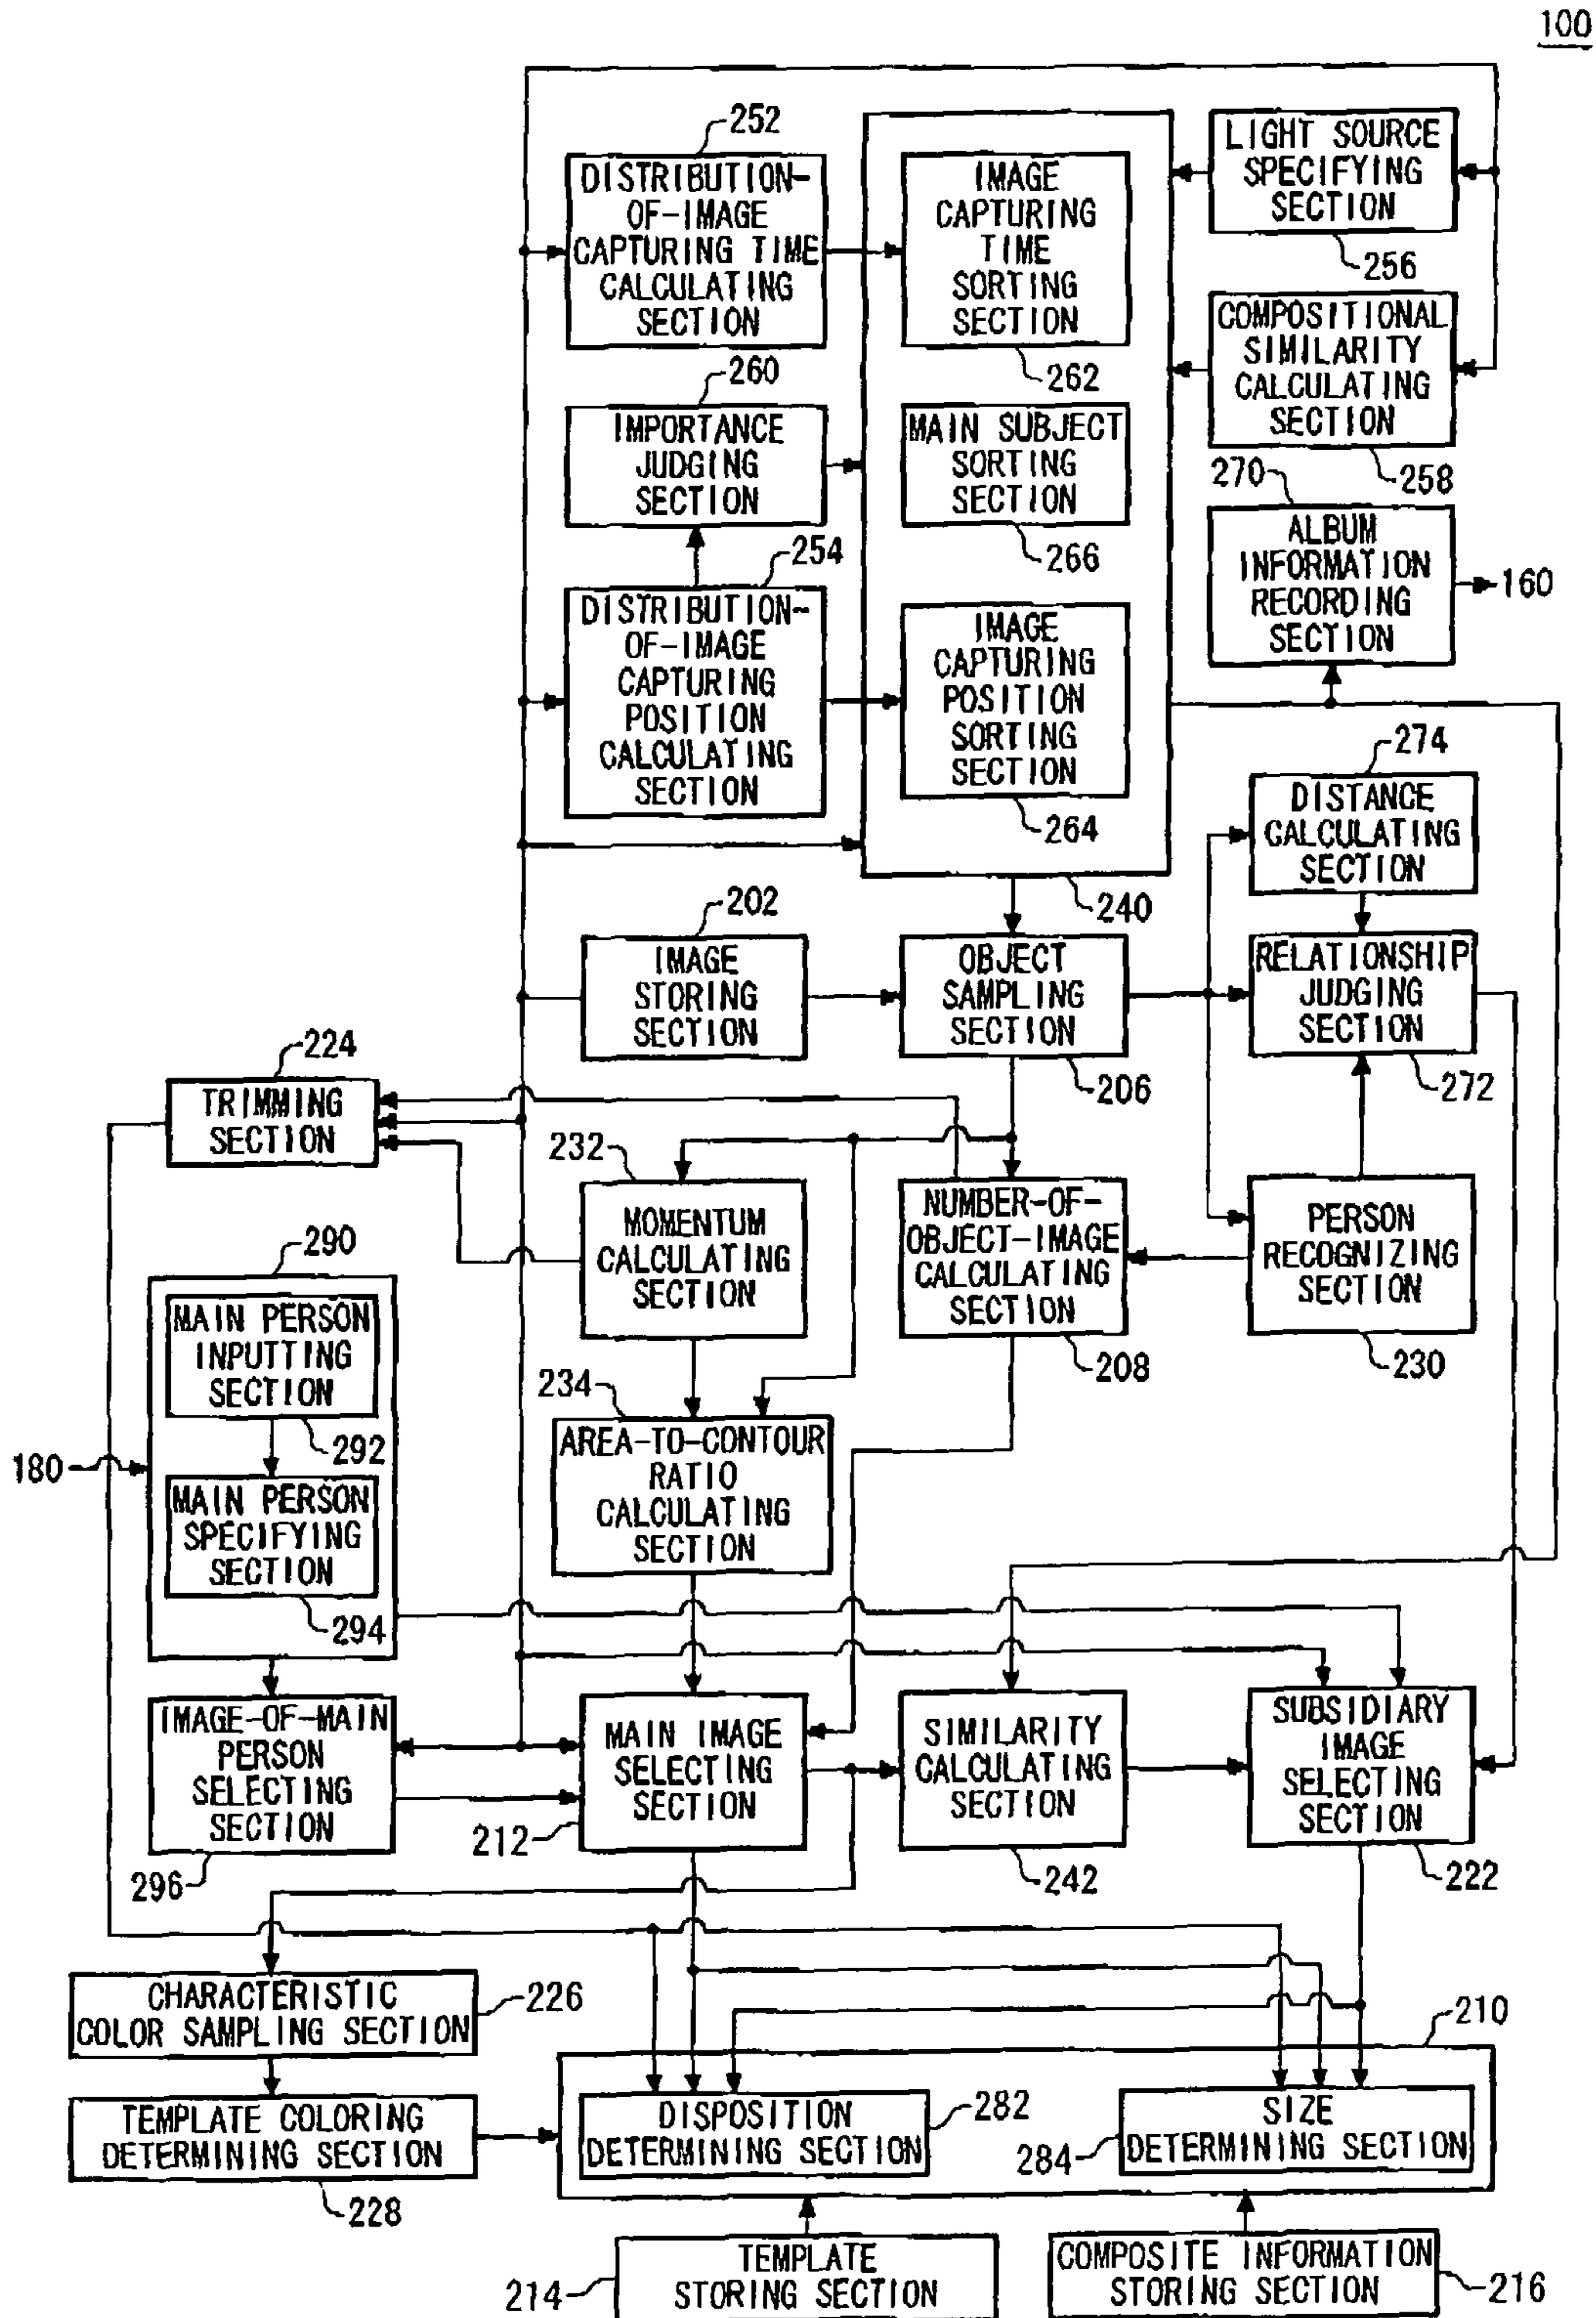 100
252
DISTRIBUTION-
OF-IMAGE
CAPTURING TIME
CALCULATING
SECTION
IMAGE
CAPTURING
TIME
SORTING
SECTION
262
LIGHT SOURCE
SPECIFYING
SECTION
256
COMPOSITIONAL
SIMILARITY
CALCULATING
SECTION
258
260
IMPORTANCE
JUDGING
SECTION
MAIN SUBJECT
SORTING
SECTION
266
270
ALBUM
INFORMATION
RECORDING
SECTION
160
254
DISTRIBUTION-
OF-IMAGE
CAPTURING
POSITION
CALCULATING
SECTION
IMAGE
CAPTURING
POSITION
SORTING
SECTION
264
240
274
DISTANCE
CALCULATING
SECTION
202
IMAGE
STORING
SECTION
OBJECT
SAMPLING
SECTION
206
RELATIONSHIP
JUDGING
SECTION
272
224
TRIMMING
SECTION
232
MOMENTUM
CALCULATING
SECTION
NUMBER-OF-
OBJECT-IMAGE
CALCULATING
SECTION
208
PERSON
RECOGNIZING
SECTION
230
290
MAIN PERSON
INPUTTING
SECTION
292
180
MAIN PERSON
SPECIFYING
SECTION
294
234
AREA-TO-CONTOUR
RATIO
CALCULATING
SECTION
IMAGE-OF-MAIN
PERSON
SELECTING
SECTION
296
MAIN IMAGE
SELECTING
SECTION
212
SIMILARITY
CALCULATING
SECTION
242
SUBSIDIARY
IMAGE
SELECTING
SECTION
222
CHARACTERISTIC
COLOR SAMPLING SECTION
226
210
TEMPLATE COLORING
DETERMINING SECTION
228
DISPOSITION
DETERMINING SECTION
282
284
SIZE
DETERMINING SECTION
214
TEMPLATE
STORING SECTION
COMPOSITE INFORMATION
STORING SECTION
216